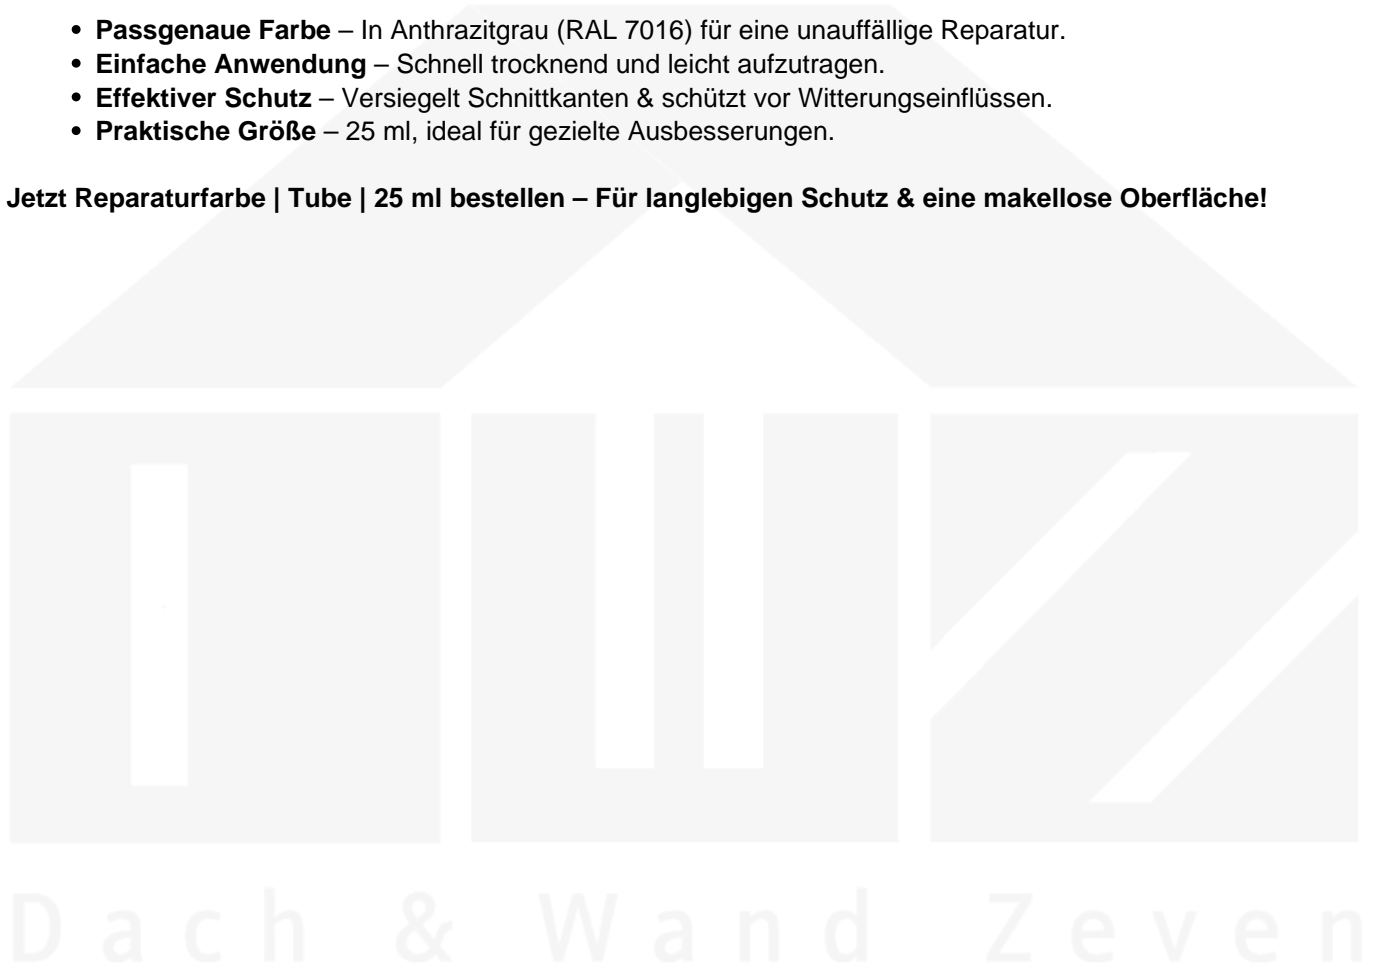 • Passgenaue Farbe – In Anthrazitgrau (RAL 7016) für eine unauffällige Reparatur.
• Einfache Anwendung – Schnell trocknend und leicht aufzutragen.
• Effektiver Schutz – Versiegelt Schnittkanten & schützt vor Witterungseinflüssen.
• Praktische Größe – 25 ml, ideal für gezielte Ausbesserungen.
Jetzt Reparaturfarbe | Tube | 25 ml bestellen – Für langlebigen Schutz & eine makellose Oberfläche!
Dach & Wand Zeven